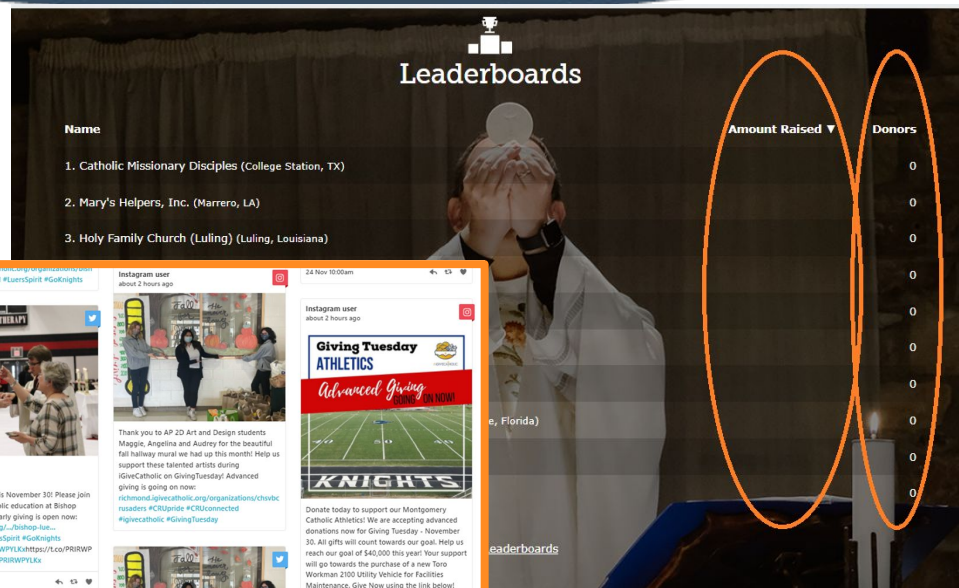 Leaderboards
Name
Amount Raised ▼
Donors
1. Catholic Missionary Disciples (College Station, TX)
0
2. Mary's Helpers, Inc. (Marrero, LA)
0
3. Holy Family Church (Luling) (Luling, Louisiana)
0
0
0
0
0
e, Florida)
0
0
0
eaderboards
#LuersSpirit #GoKnights
THERAPY
is November 30! Please join
olic education at Bishop
arly giving is open now:
g/.../bishop-lue...
sSpirit #GoKnights
WPYLKxhttps://t.co/PRIRWP
PRIRWPYLKx
Instagram user
about 2 hours ago
Fall
Thank you to AP 2D Art and Design students
Maggie, Angelina and Audrey for the beautiful
fall hallway mural we had up this month! Help us
support these talented artists during
iGiveCatholic on GivingTuesday! Advanced
giving is going on now:
richmond.igivecatholic.org/organizations/chsvbc
rusaders #CRUpride #CRUconnected
#igivecatholic #GivingTuesday
24 Nov 10:00am
Instagram user
about 2 hours ago
Giving Tuesday
ATHLETICS
Advanced Giving
GOING ON NOW!
KNIGHTS
Donate today to support our Montgomery
Catholic Athletics! We are accepting advanced
donations now for Giving Tuesday - November
30. All gifts will count towards our goal. Help us
reach our goal of $40,000 this year! Your support
will go towards the purchase of a new Toro
Workman 2100 Utility Vehicle for Facilities
Maintenance. Give Now using the link below!